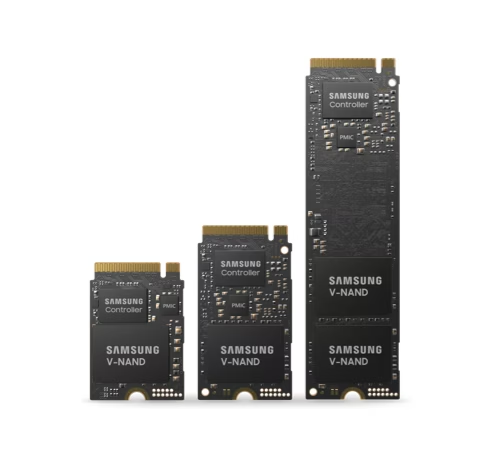 SAMSUNG
Controller
PMIC
SAMSUNG
V-NAND
SAMSUNG
Controller
PMIC
SAMSUNG
V-NAND
SAMSUNG
Controller
PMIC
SAMSUNG
V-NAND
SAMSUNG
V-NAND